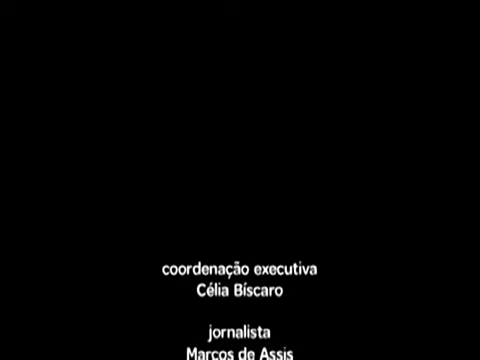 coordenação executiva
Célia Bíscaro
jornalista
Marcos de Assis